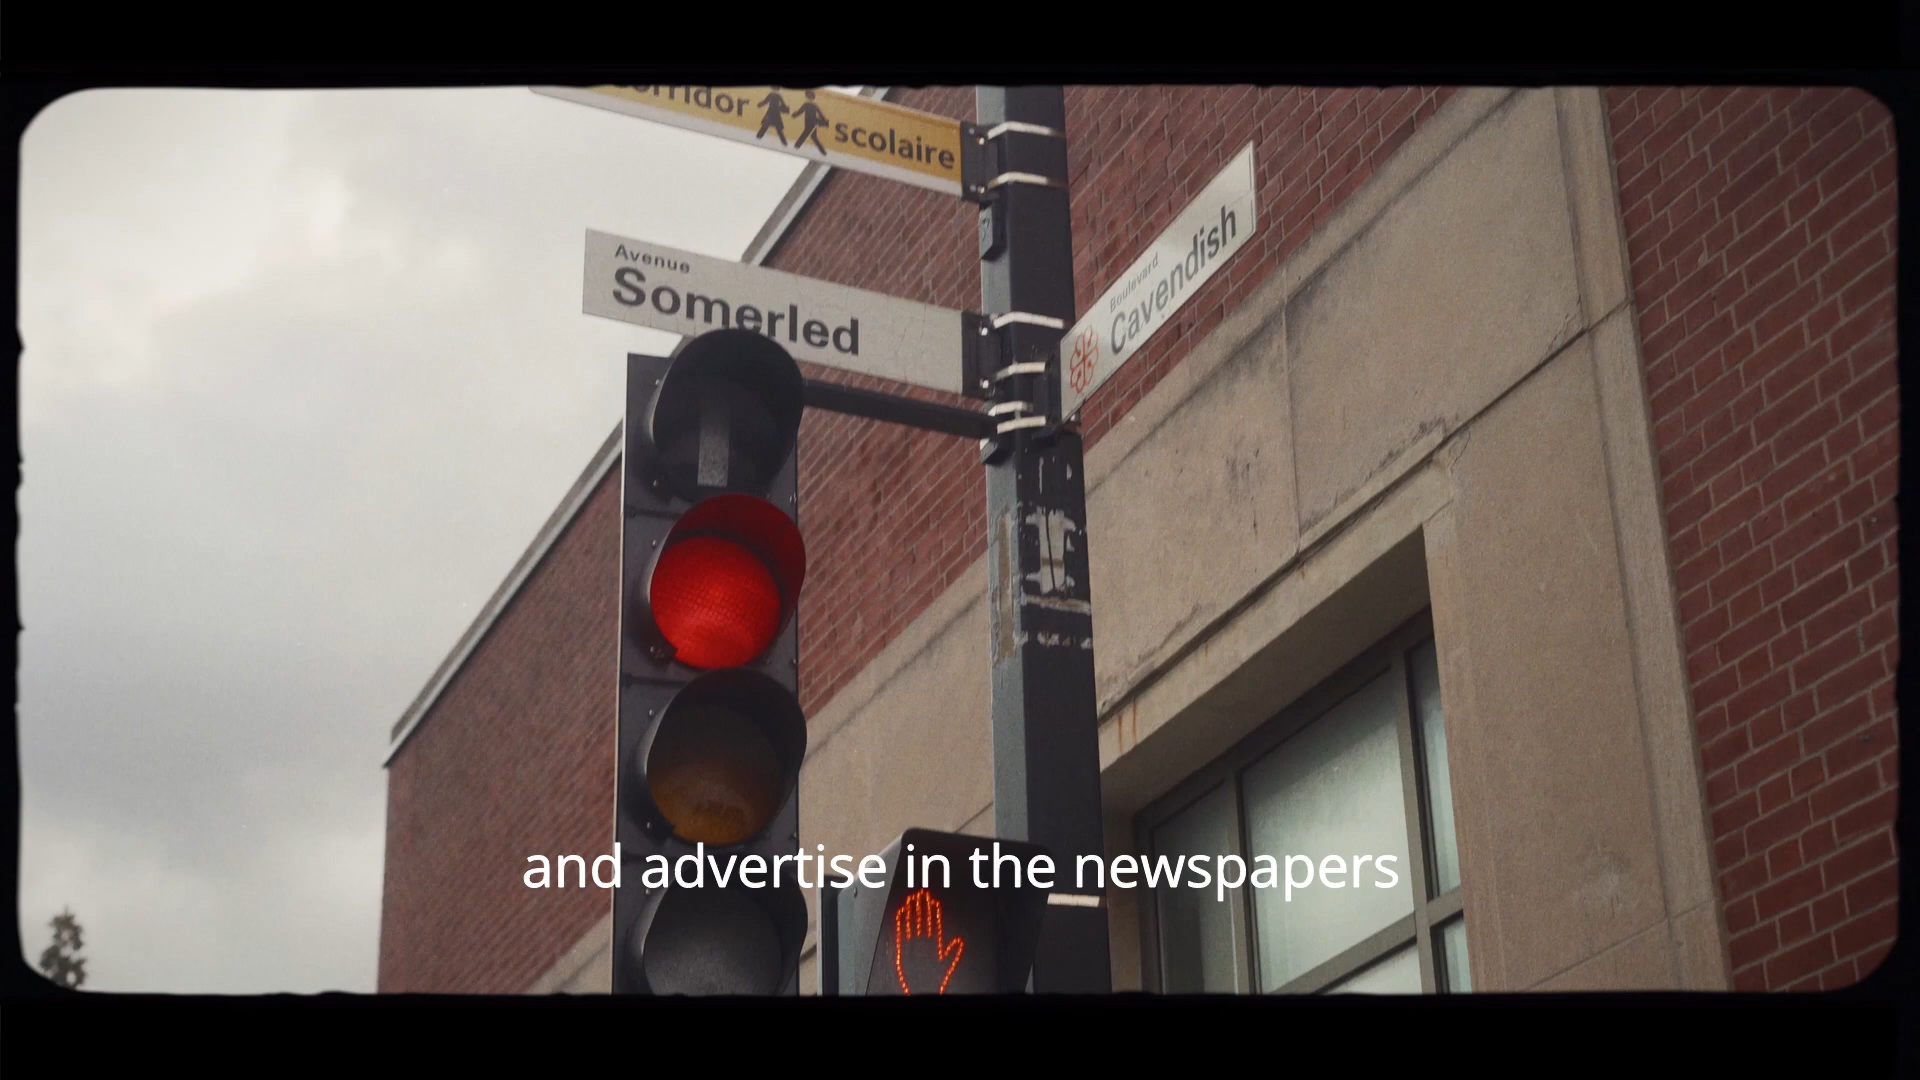 scolaire
Avenue
Somerled
Boulevard
Cavendish
and advertise in the newspapers